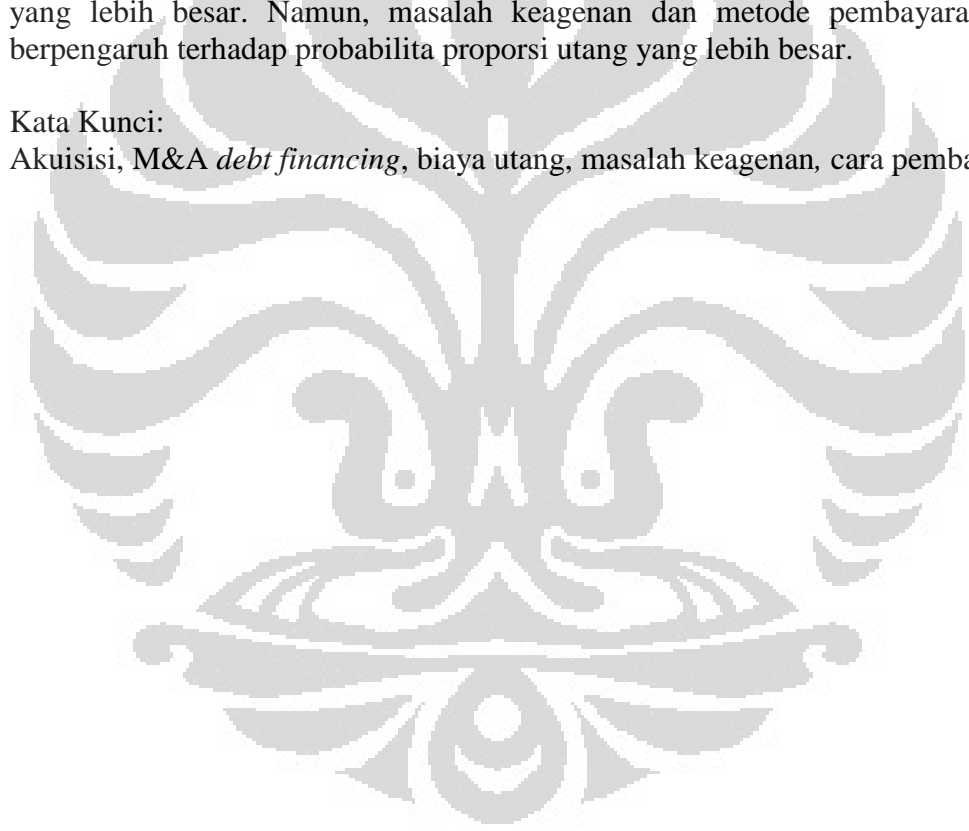 yang lebih besar. Namun, masalah keagenan dan metode
berpengaruh terhadap probabilita proporsi utang yang lebih besar.
Kata Kunci:
Akuisisi, M&A debt financing, biaya utang, masalah keagenan, cara